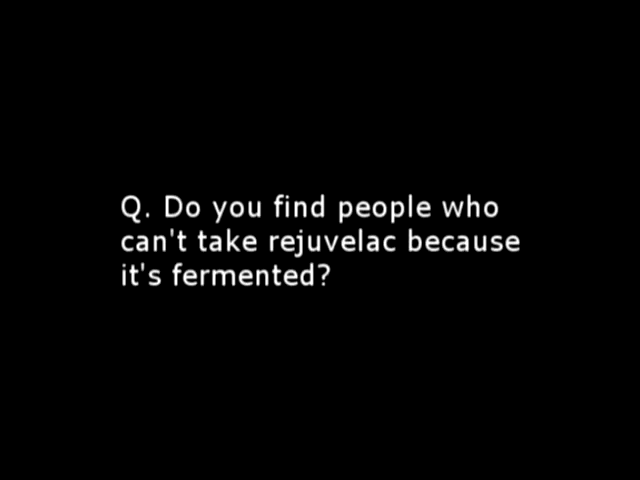 Q. Do you find people who
can't take rejuvelac because
it's fermented?